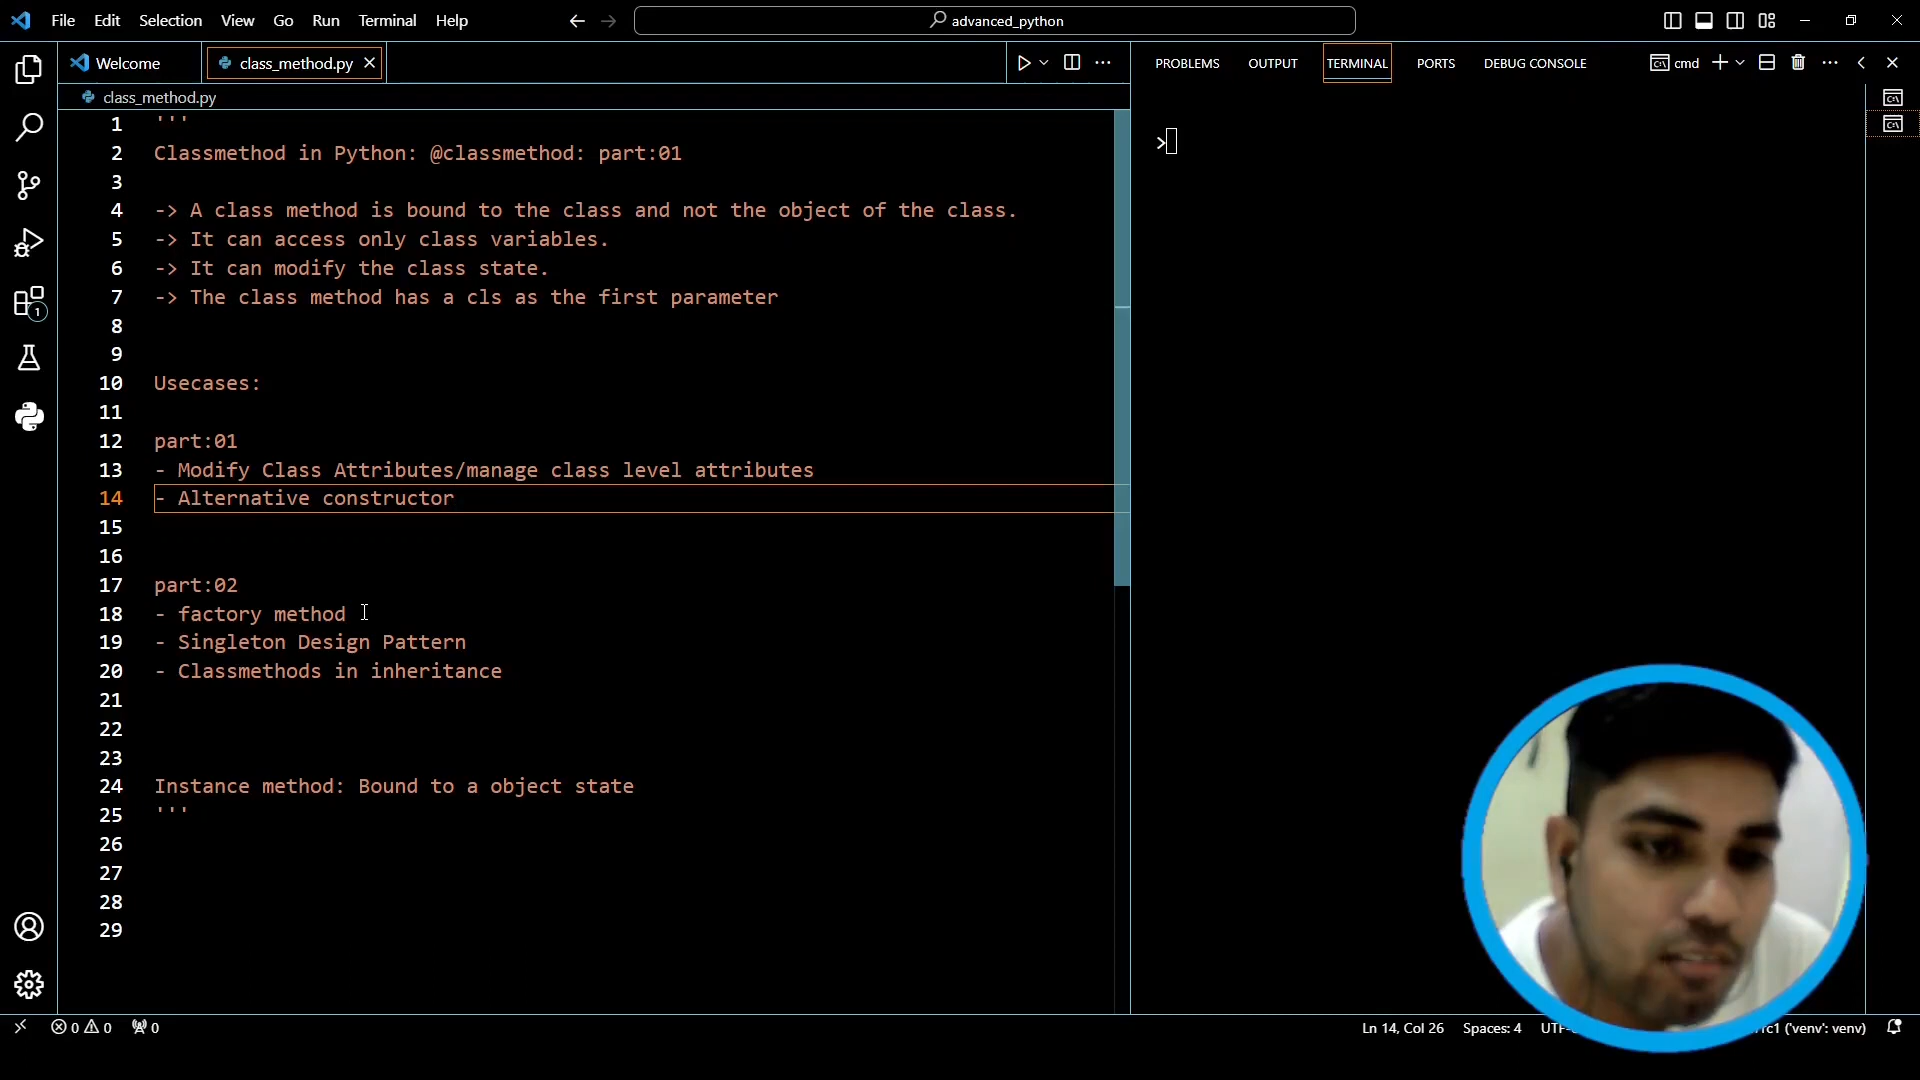 File Edit Selection View Go Run Terminal Help
advanced_python
Welcome
class_method.py
PROBLEMS OUTPUT TERMINAL PORTS DEBUG CONSOLE
cmd
class_method.py
1 '''
2 Classmethod in Python: @classmethod: part:01
3
4 -> A class method is bound to the class and not the object of the class.
5 -> It can access only class variables.
6 -> It can modify the class state.
7 -> The class method has a cls as the first parameter
8
9
10 Usecases:
11
12 part:01
13 - Modify Class Attributes/manage class level attributes
14 - Alternative constructor
15
16
17 part:02
18 - factory method
19 - Singleton Design Pattern
20 - Classmethods in inheritance
21
22
23
24 Instance method: Bound to a object state
25 '''
26
27
28
29
>
1
0 0 0
Ln 14, Col 26 Spaces: 4 ('venv': venv)